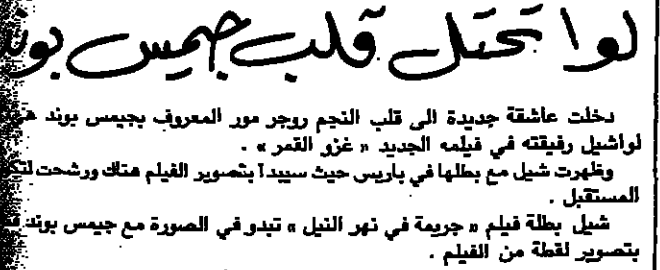 لوا تحتل قلب جيمس
دخلت عاشقة جديدة الى قلب النجم روجر مور المعروف بجيمس بوند
لواشيل رفيقته في فيلمه الجديد « غزو القمر » .
وظهرت شيل مع بطلها في باريس حيث سيبدأ بتصوير الفيلم هناك ورشحت
المستقبل .
شيل بطلة فيلم « جريمة في نهر النيل » تبدو في الصورة مع جيمس بوند
بتصوير لقطة من الفيلم .